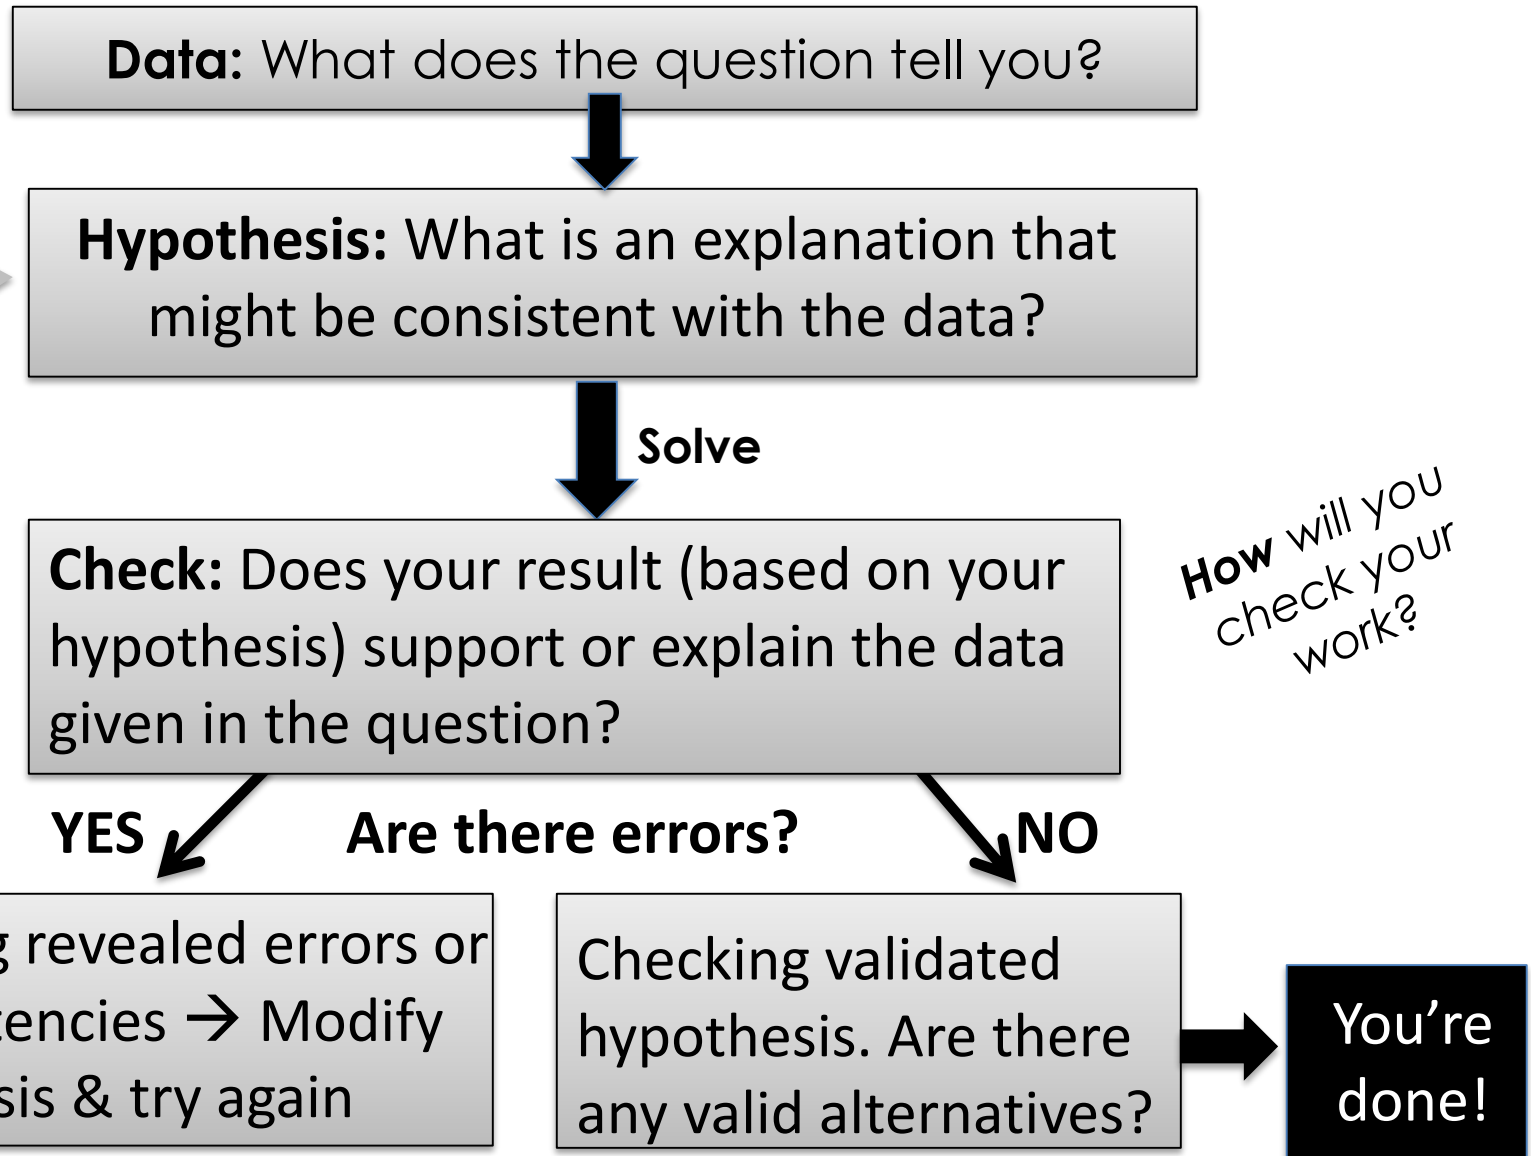 Data: What does the question tell you?
Hypothesis: What is an explanation that
might be consistent with the data?
Solve
How will you
check your
work?
Check: Does your result (based on your
hypothesis) support or explain the data
given in the question?
YES Are there errors? NO
revealed errors or
→ Modify
& try again
Checking validated
hypothesis. Are there
any valid alternatives?
You’re
done!